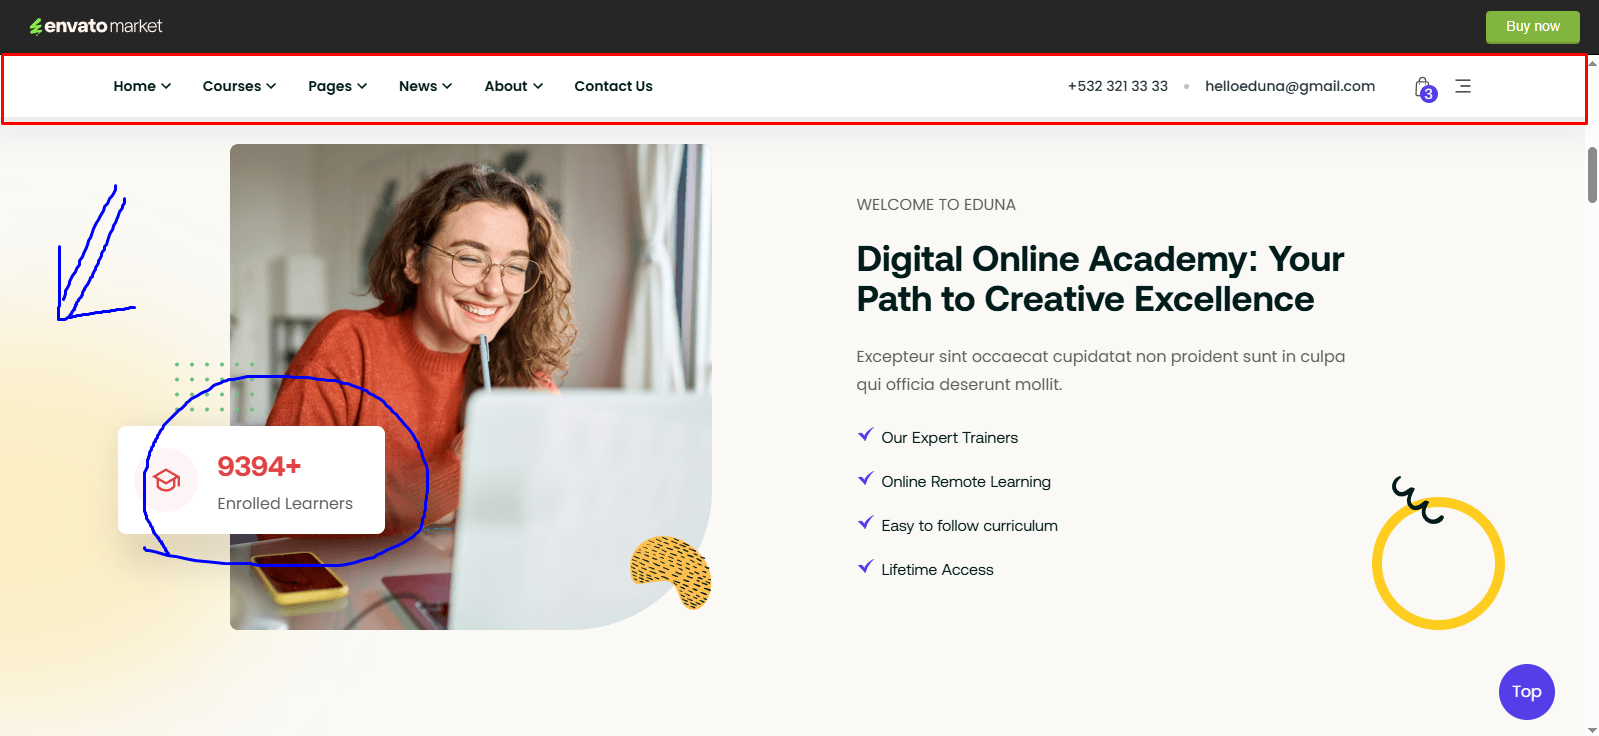 envato market
Buy now
Home Courses Pages News About Contact Us +532 321 33 33 helloeduna@gmail.com 3
WELCOME TO EDUNA
Digital Online Academy: Your
Path to Creative Excellence
Excepteur sint occaecat cupidatat non proident sunt in culpa
qui officia deserunt mollit.
Our Expert Trainers
Online Remote Learning
Easy to follow curriculum
Lifetime Access
9394+
Enrolled Learners
Top